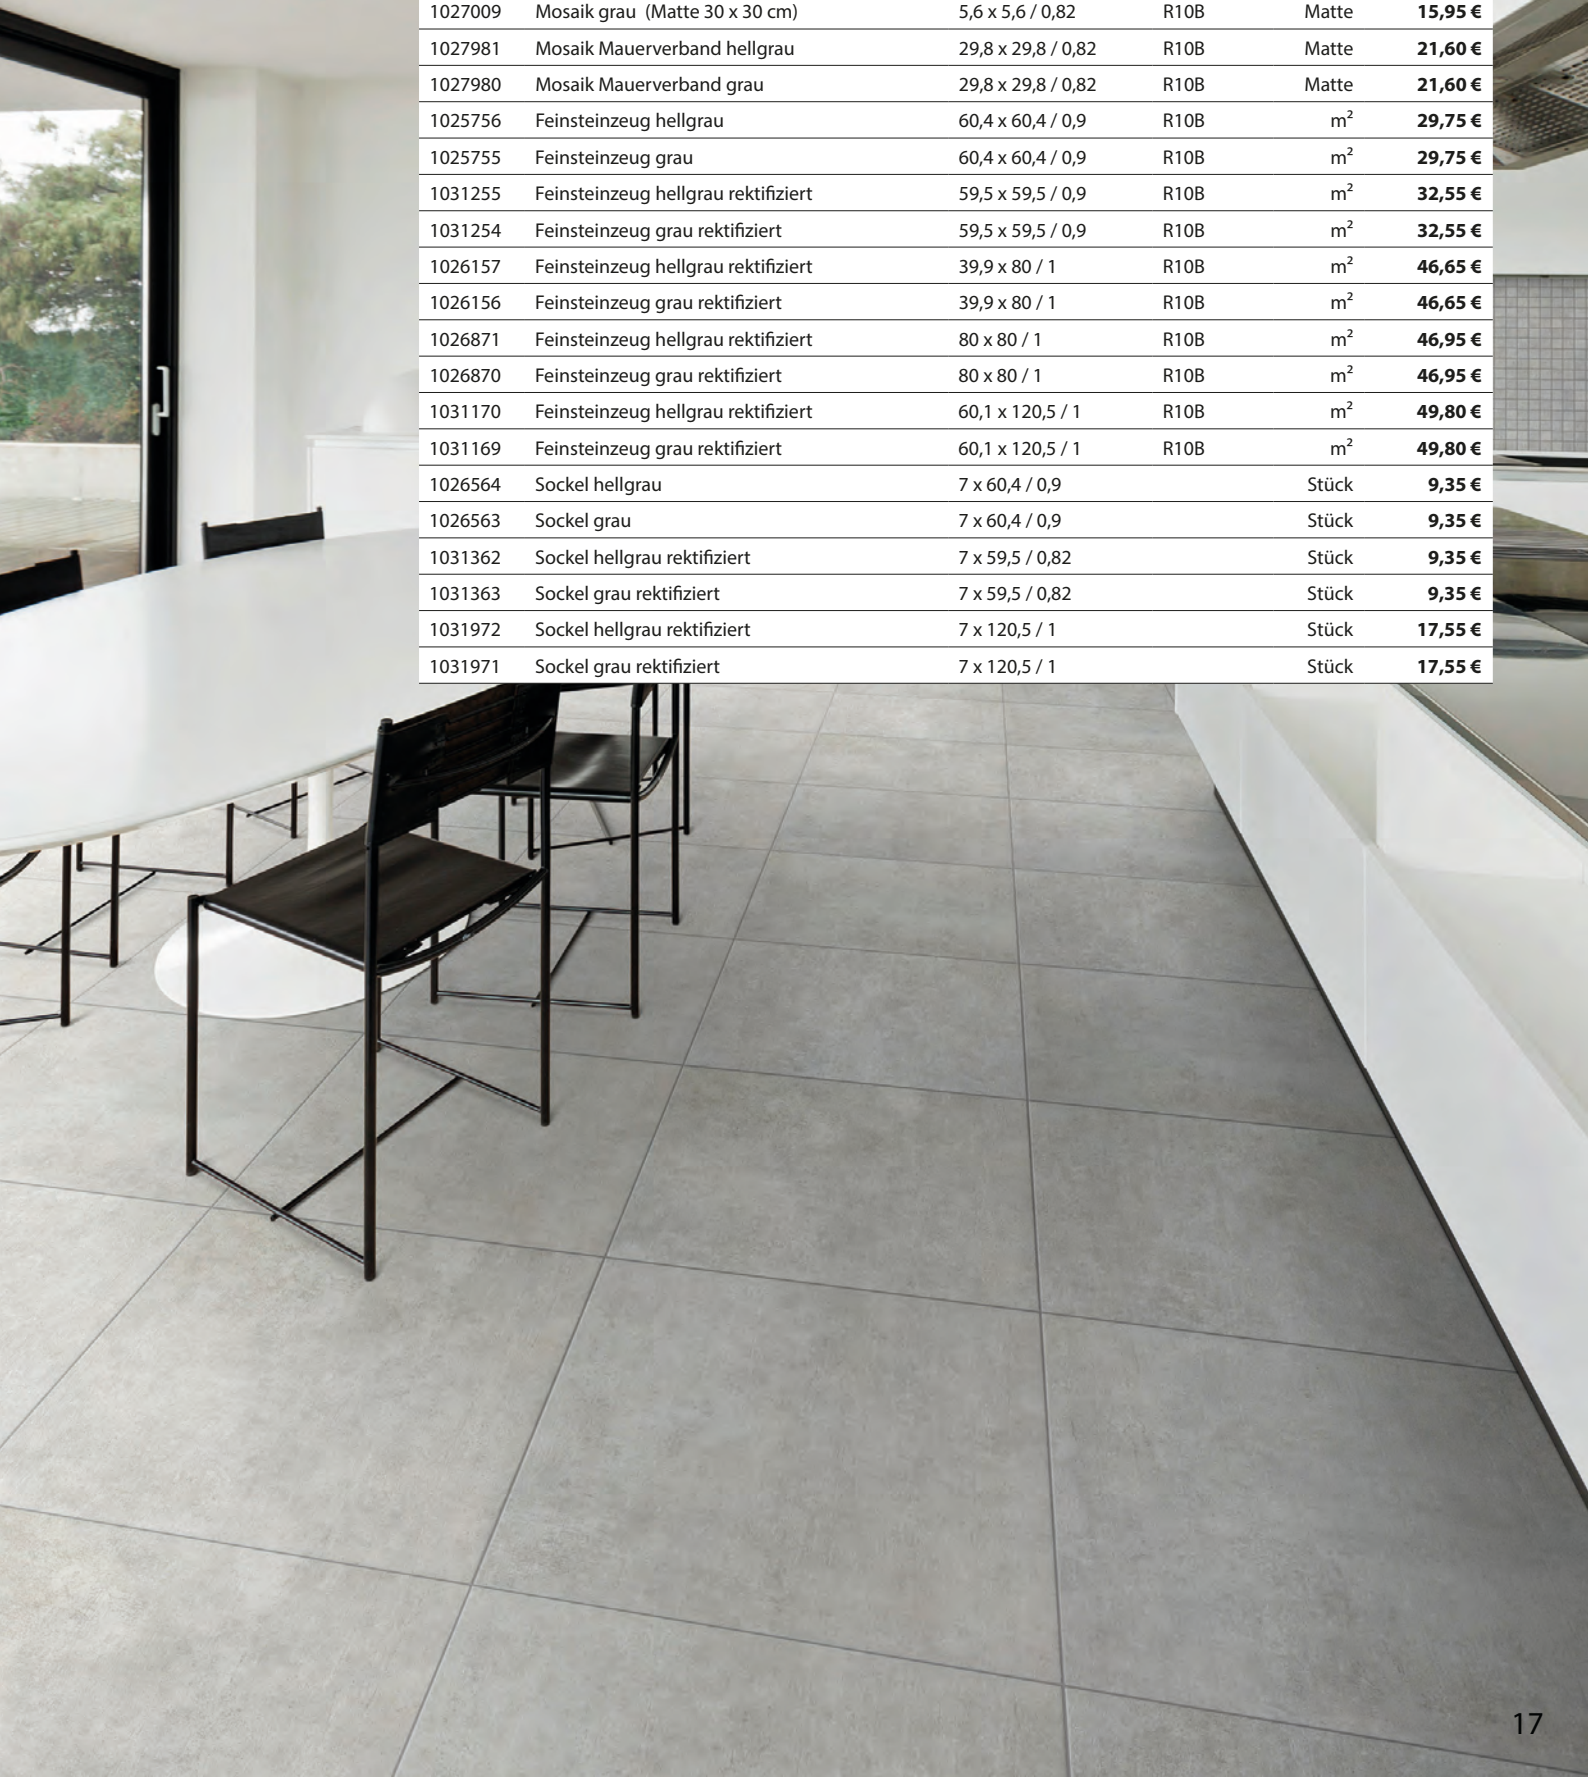 1027009 Mosaik grau (Matte 30 x 30 cm) 5,6 x 5,6 / 0,82 R10B Matte 15,95 €
1027981 Mosaik Mauerverband hellgrau 29,8 x 29,8 / 0,82 R10B Matte 21,60 €
1027980 Mosaik Mauerverband grau 29,8 x 29,8 / 0,82 R10B Matte 21,60 €
1025756 Feinsteinzeug hellgrau 60,4 x 60,4 / 0,9 R10B m² 29,75 €
1025755 Feinsteinzeug grau 60,4 x 60,4 / 0,9 R10B m² 29,75 €
1031255 Feinsteinzeug hellgrau rektifiziert 59,5 x 59,5 / 0,9 R10B m² 32,55 €
1031254 Feinsteinzeug grau rektifiziert 59,5 x 59,5 / 0,9 R10B m² 32,55 €
1026157 Feinsteinzeug hellgrau rektifiziert 39,9 x 80 / 1 R10B m² 46,65 €
1026156 Feinsteinzeug grau rektifiziert 39,9 x 80 / 1 R10B m² 46,65 €
1026871 Feinsteinzeug hellgrau rektifiziert 80 x 80 / 1 R10B m² 46,95 €
1026870 Feinsteinzeug grau rektifiziert 80 x 80 / 1 R10B m² 46,95 €
1031170 Feinsteinzeug hellgrau rektifiziert 60,1 x 120,5 / 1 R10B m² 49,80 €
1031169 Feinsteinzeug grau rektifiziert 60,1 x 120,5 / 1 R10B m² 49,80 €
1026564 Sockel hellgrau 7 x 60,4 / 0,9 Stück 9,35 €
1026563 Sockel grau 7 x 60,4 / 0,9 Stück 9,35 €
1031362 Sockel hellgrau rektifiziert 7 x 59,5 / 0,82 Stück 9,35 €
1031363 Sockel grau rektifiziert 7 x 59,5 / 0,82 Stück 9,35 €
1031972 Sockel hellgrau rektifiziert 7 x 120,5 / 1 Stück 17,55 €
1031971 Sockel grau rektifiziert 7 x 120,5 / 1 Stück 17,55 €
17